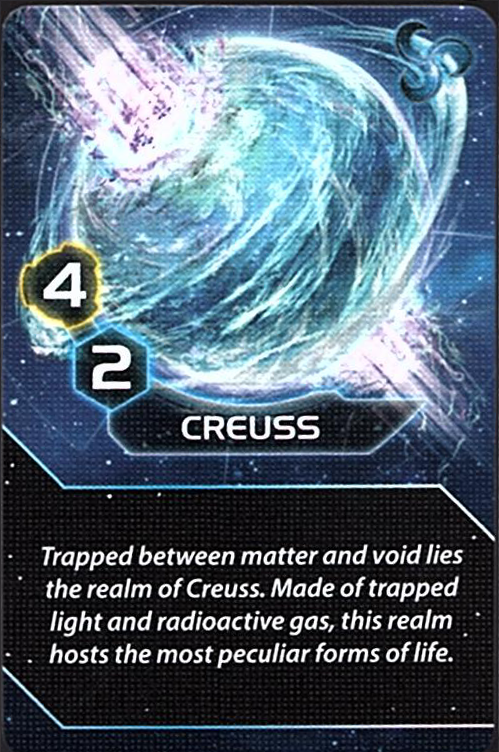 4
2
CREUSS
Trapped between matter and void lies
the realm of Creuss. Made of trapped
light and radioactive gas, this realm
hosts the most peculiar forms of life.